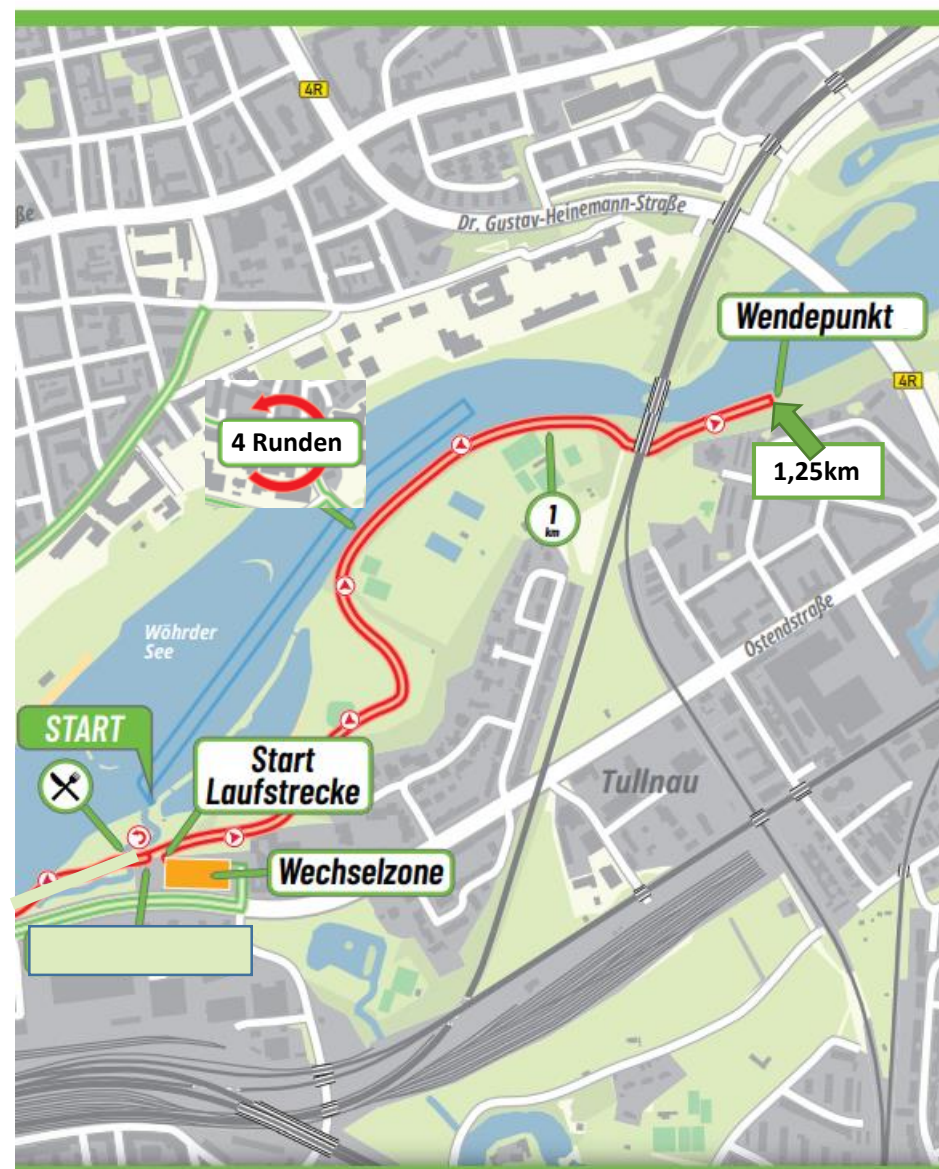 4R
ße
Dr. Gustav-Heinemann-Straße
Wendepunkt
4R
4 Runden
1,25km
1
km
Ostendstraße
Wöhrder
See
START
Start
Laufstrecke
Tullnau
Wechselzone